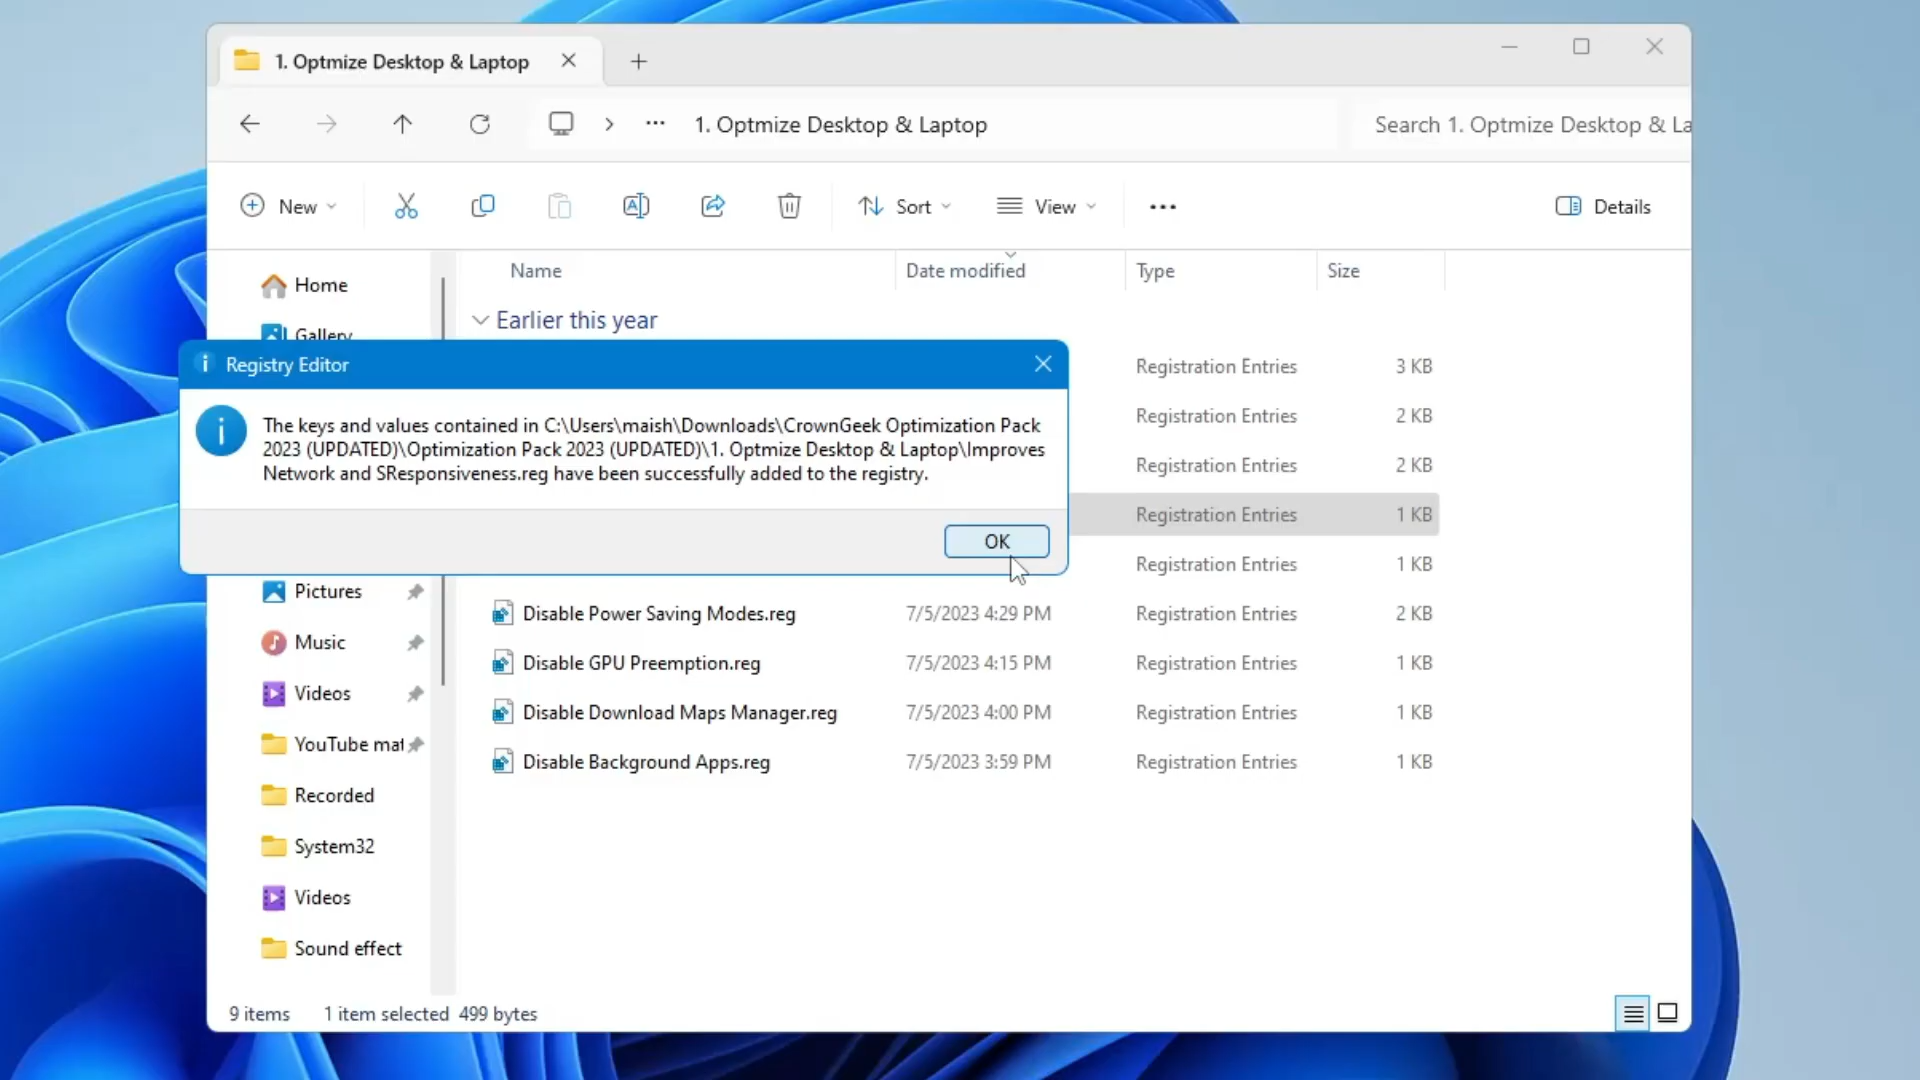 1. Optmize Desktop & Laptop
1. Optmize Desktop & Laptop
Search 1. Optmize Desktop & La
New
Sort
View
Details
Name Date modified Type Size
Home
Gallery
Earlier this year
Registration Entries 3 KB
Registration Entries 2 KB
Registration Entries 2 KB
Registration Entries 1 KB
Registration Entries 1 KB
Registry Editor
The keys and values contained in C:\Users\maish\Downloads\CrownGeek Optimization Pack
2023 (UPDATED)\Optimization Pack 2023 (UPDATED)\1. Optmize Desktop & Laptop\Improves
Network and SResponsiveness.reg have been successfully added to the registry.
OK
Pictures
Music
Videos
YouTube mat
Recorded
System32
Videos
Sound effect
Disable Power Saving Modes.reg 7/5/2023 4:29 PM Registration Entries 2 KB
Disable GPU Preemption.reg 7/5/2023 4:15 PM Registration Entries 1 KB
Disable Download Maps Manager.reg 7/5/2023 4:00 PM Registration Entries 1 KB
Disable Background Apps.reg 7/5/2023 3:59 PM Registration Entries 1 KB
9 items 1 item selected 499 bytes